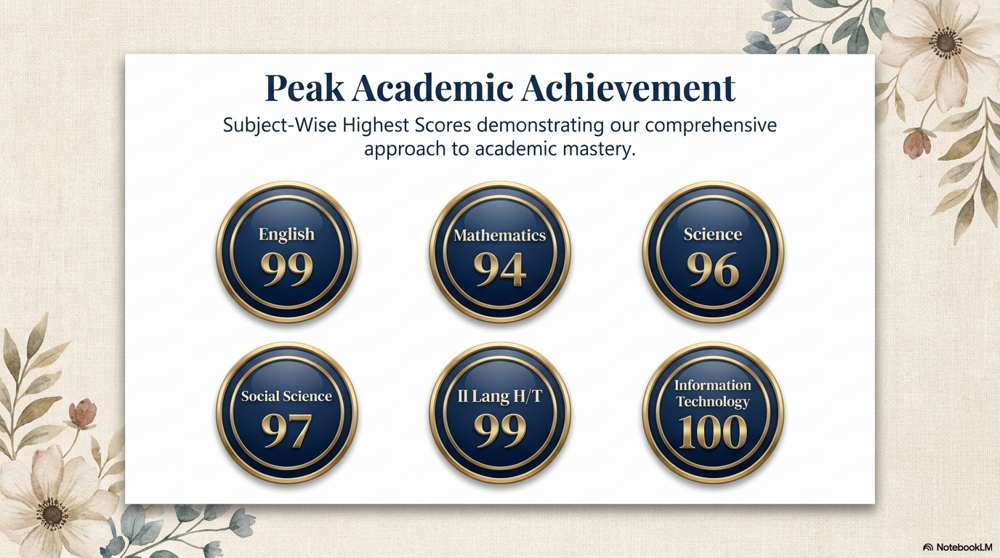 Peak Academic Achievement
Subject-Wise Highest Scores demonstrating our comprehensive
approach to academic mastery.
English
99
Mathematics
94
Science
96
Social Science
97
II Lang H/T
99
Information
Technology
100
NotebookLM